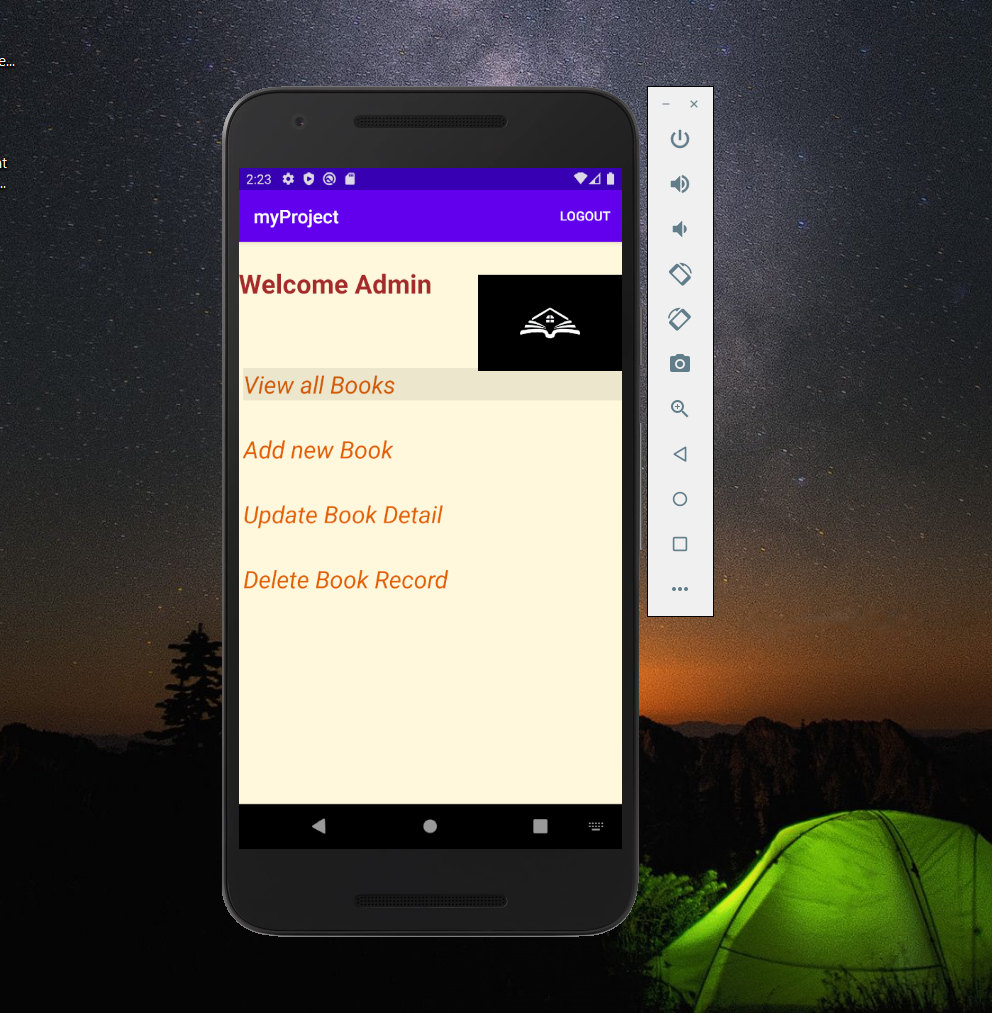 e...
2:23
myProject
LOGOUT
Welcome Admin
View all Books
Add new Book
Update Book Detail
Delete Book Record